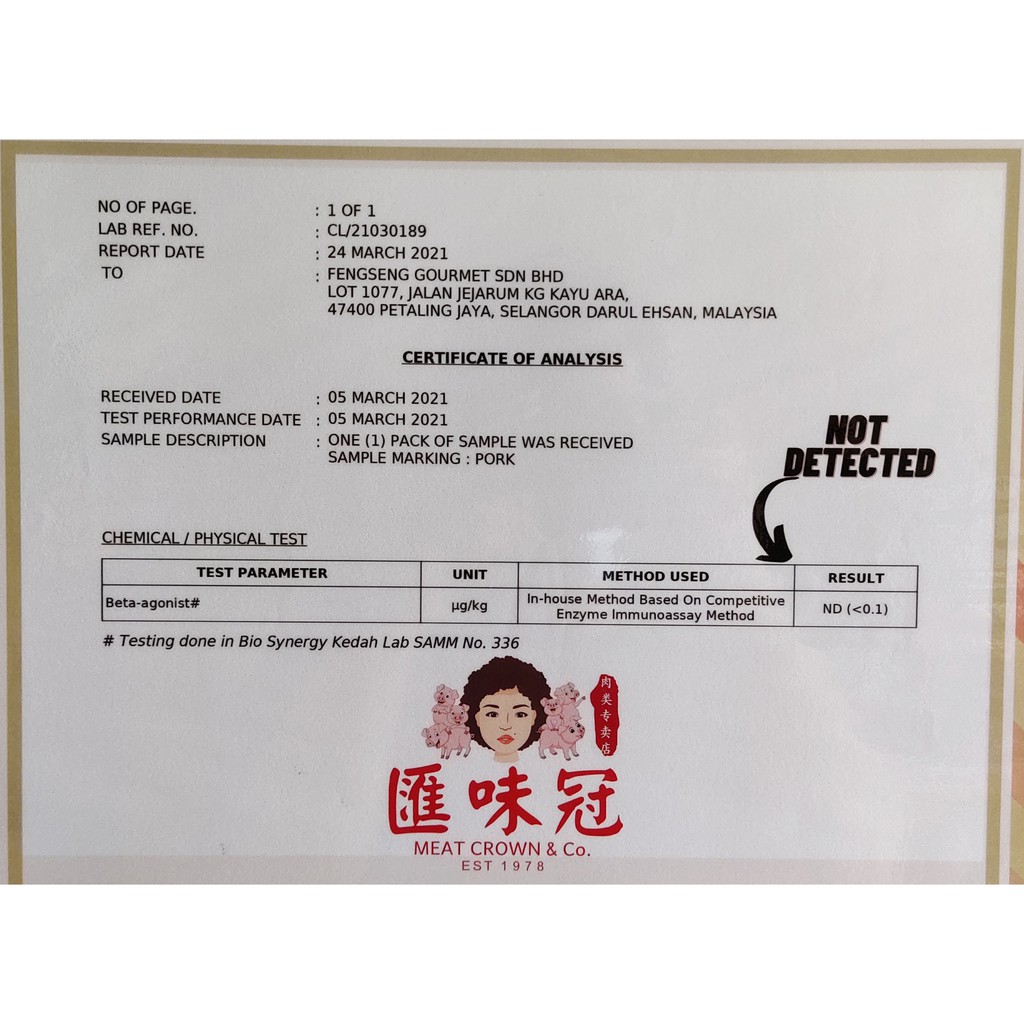 NO OF PAGE. : 1 OF 1
LAB REF. NO. : CL/21030189
REPORT DATE : 24 MARCH 2021
TO : FENGSENG GOURMET SDN BHD
LOT 1077, JALAN JEJARUM KG KAYU ARA,
47400 PETALING JAYA, SELANGOR DARUL EHSAN, MALAYSIA
CERTIFICATE OF ANALYSIS
RECEIVED DATE : 05 MARCH 2021
TEST PERFORMANCE DATE : 05 MARCH 2021
SAMPLE DESCRIPTION : ONE (1) PACK OF SAMPLE WAS RECEIVED
SAMPLE MARKING : PORK
NOT
DETECTED
CHEMICAL / PHYSICAL TEST
TEST PARAMETER UNIT METHOD USED RESULT
Beta-agonist# µg/kg In-house Method Based On Competitive
Enzyme Immunoassay Method ND (<0.1)
# Testing done in Bio Synergy Kedah Lab SAMM No. 336
肉类专卖店
匯味冠
MEAT CROWN & Co.
EST 1978